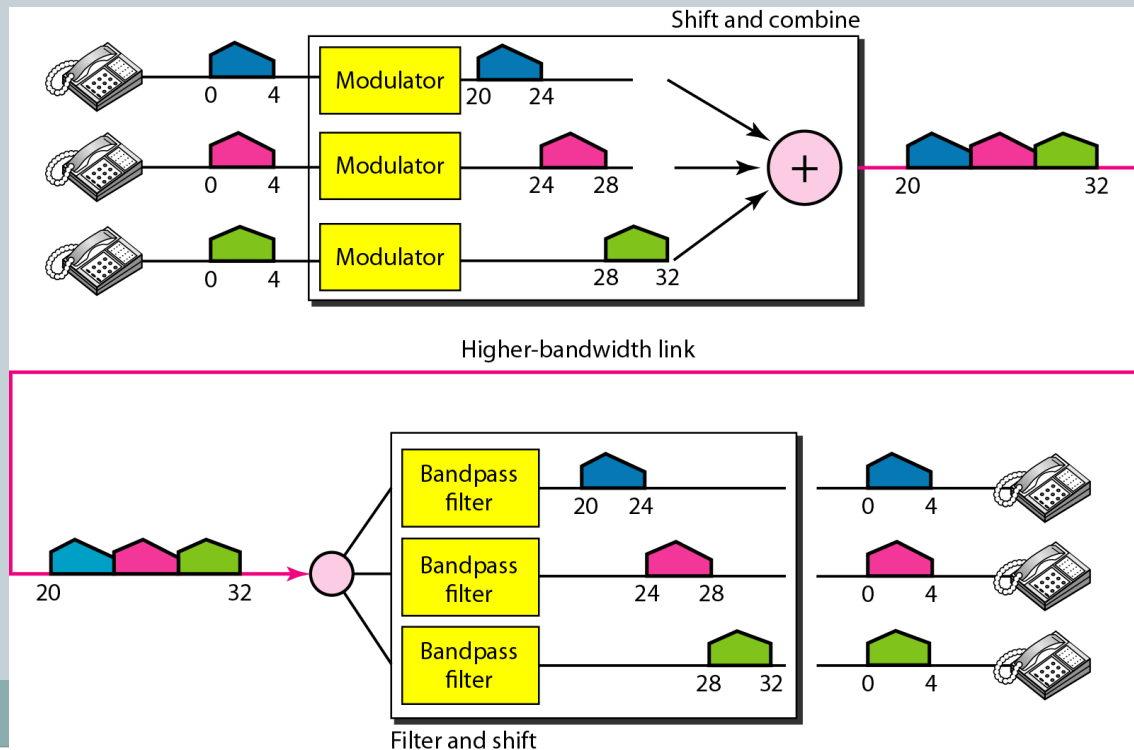 Shift and combine
Modulator
0 4
20 24
Modulator
0 4
24 28
20 32
Modulator
0 4
28 32
Higher-bandwidth link
Bandpass
filter
20 24
0 4
Bandpass
filter
20 32
24 28
0 4
Bandpass
filter
28 32
0 4
Filter and shift